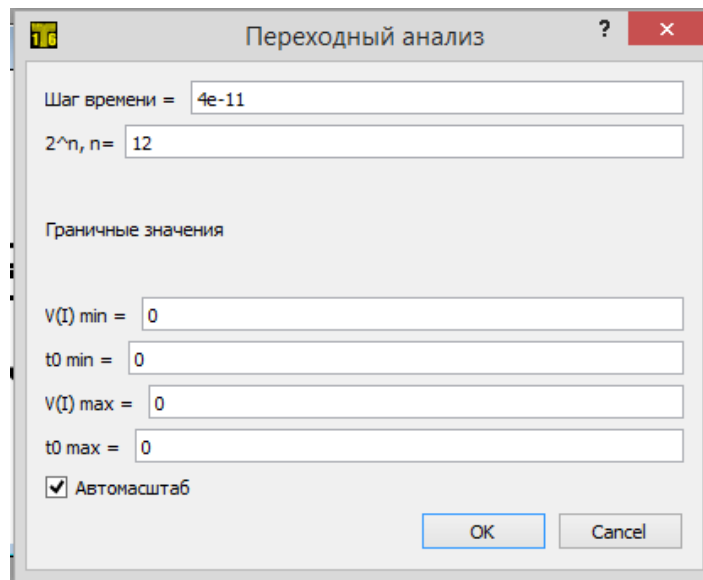 16
Переходный анализ
?
Шаг времени = 4e-11
2^n, n= 12
Граничные значения
V(I) min = 0
t0 min = 0
V(I) max = 0
t0 max = 0
Автомасштаб
OK Cancel